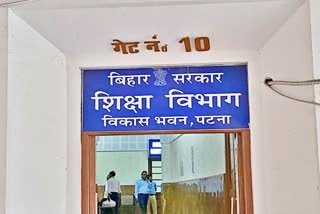 गेट नं० 10
बिहार सरकार
शिक्षा विभाग
विकास भवन, पटना